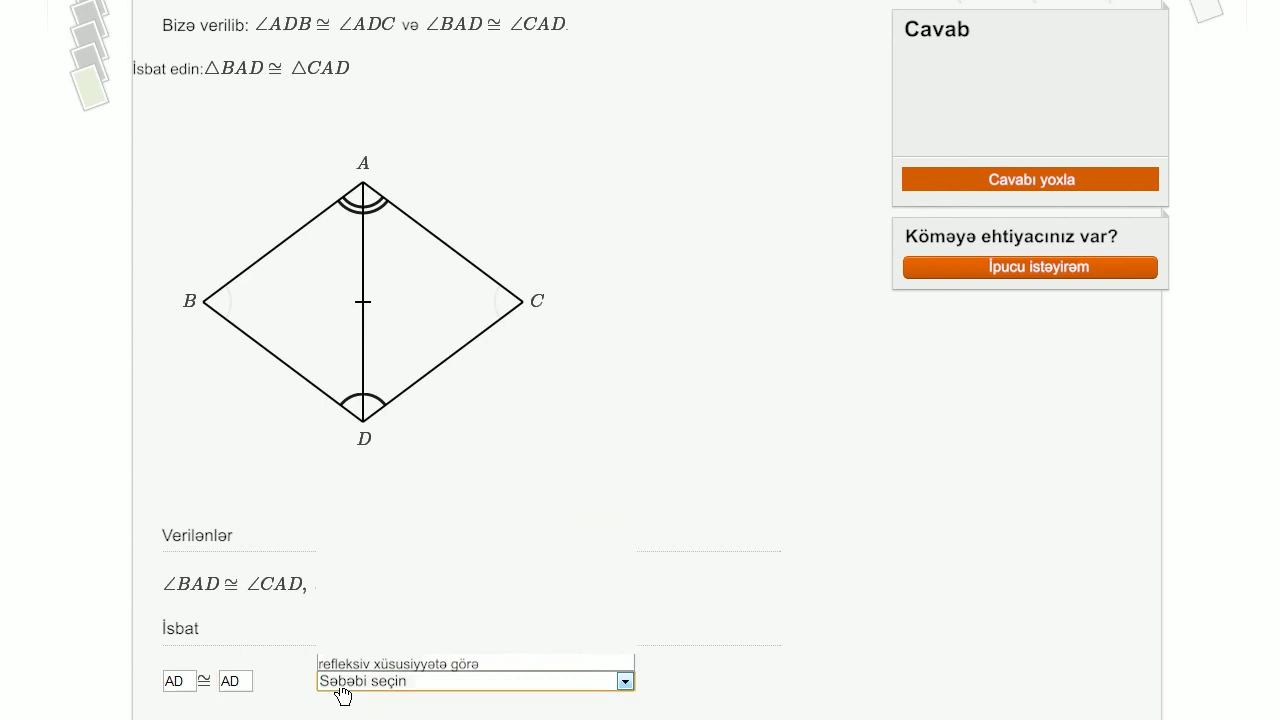 Bizə verilib: ∠ADB ≅ ∠ADC və ∠BAD ≅ ∠CAD.
İsbat edin:△BAD ≅ △CAD
Cavab
Cavabı yoxla
Köməyə ehtiyacınız var?
İpucu istəyirəm
A
B
C
D
Verilənlər
∠BAD ≅ ∠CAD,
İsbat
refleksiv xüsusiyyətə görə
AD ≅ AD Səbəbi seçin